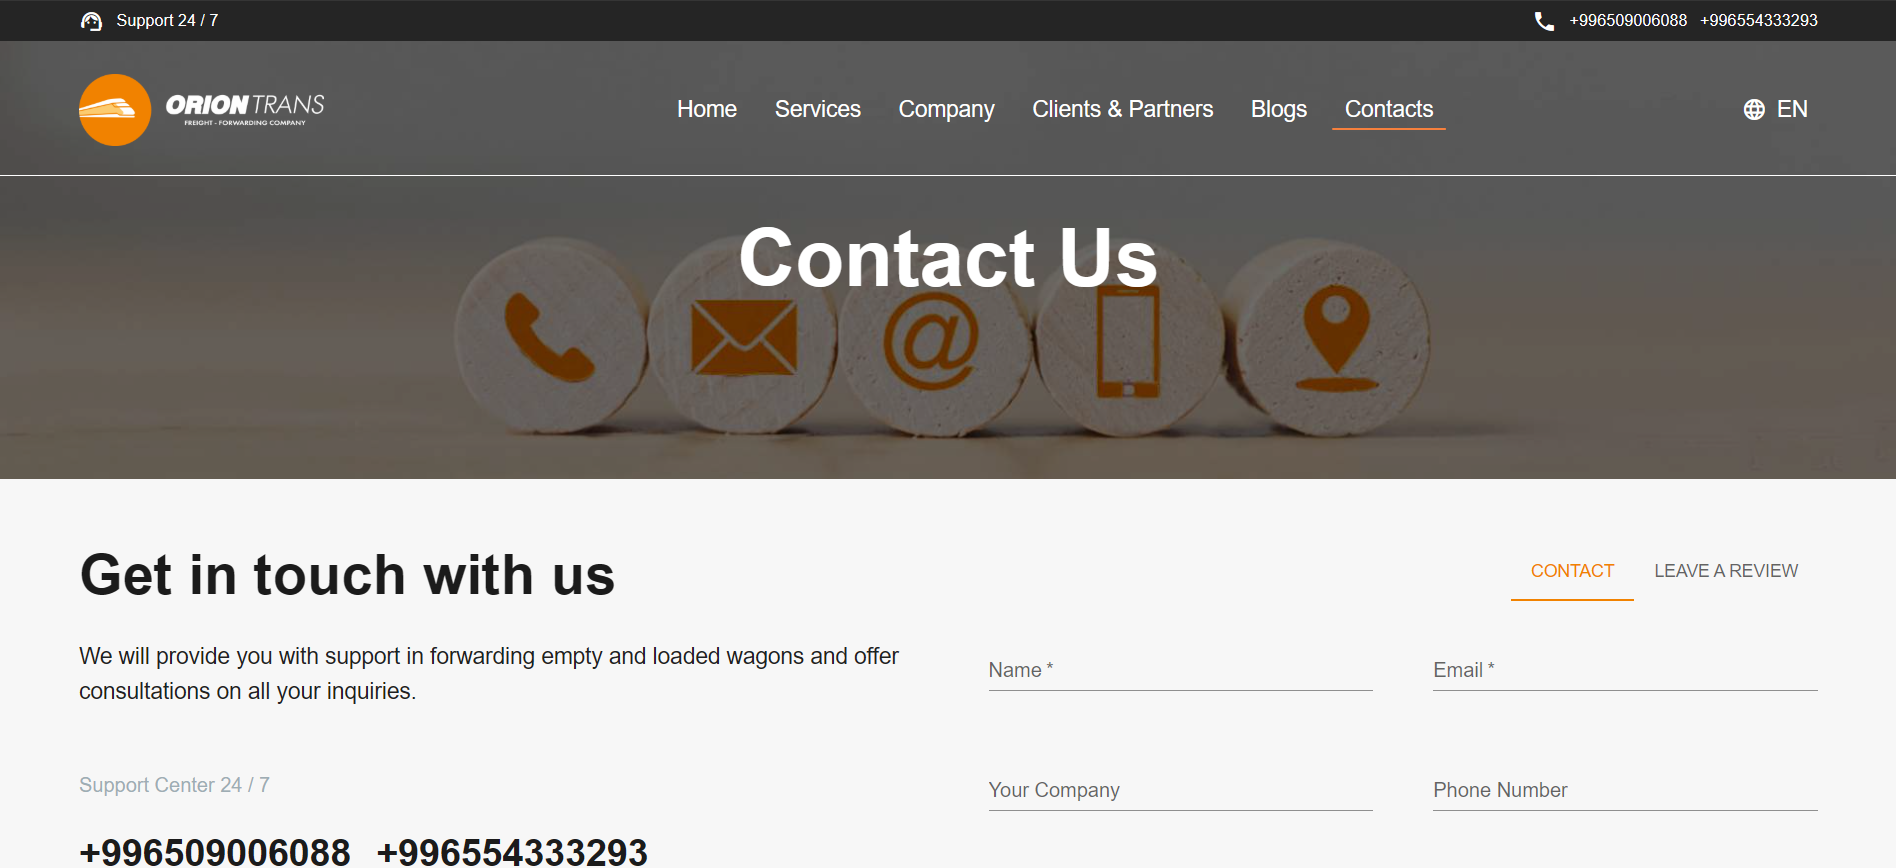 Support 24 / 7
+996509006088 +996554333293
ORION TRANS
FREIGHT - FORWARDING COMPANY
Home Services Company Clients & Partners Blogs Contacts
EN
Contact Us
@
Get in touch with us
CONTACT LEAVE A REVIEW
We will provide you with support in forwarding empty and loaded wagons and offer
consultations on all your inquiries.
Name *
Email *
Support Center 24 / 7
Your Company
Phone Number
+996509006088 +996554333293